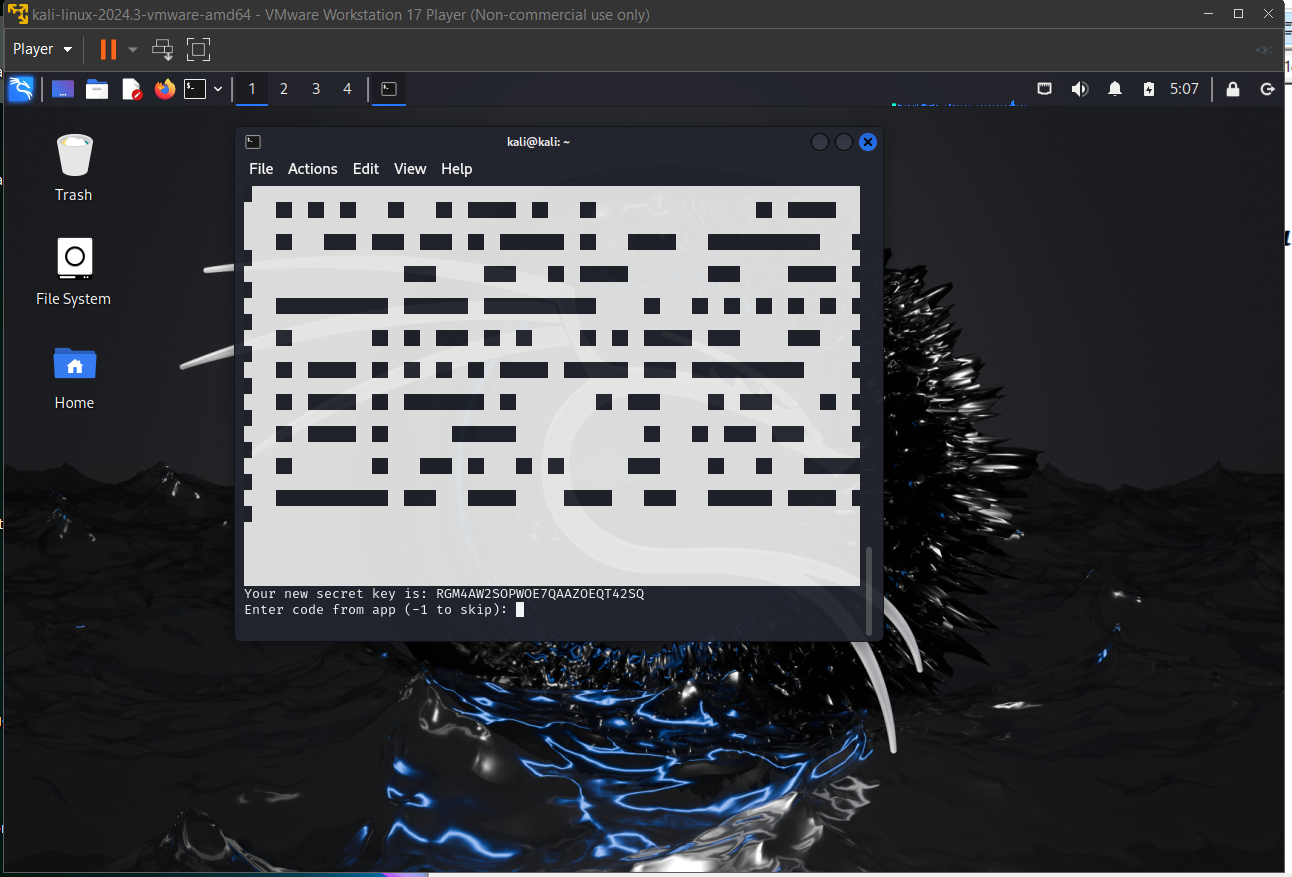 kali-linux-2024.3-vmware-amd64 - VMware Workstation 17 Player (Non-commercial use only)
Player
1 2 3 4
5:07
Trash
File System
Home
kali@kali: ~
File Actions Edit View Help
Your new secret key is: RGM4AW2SOPWOE7QAAZOEQT42SQ
Enter code from app (-1 to skip):